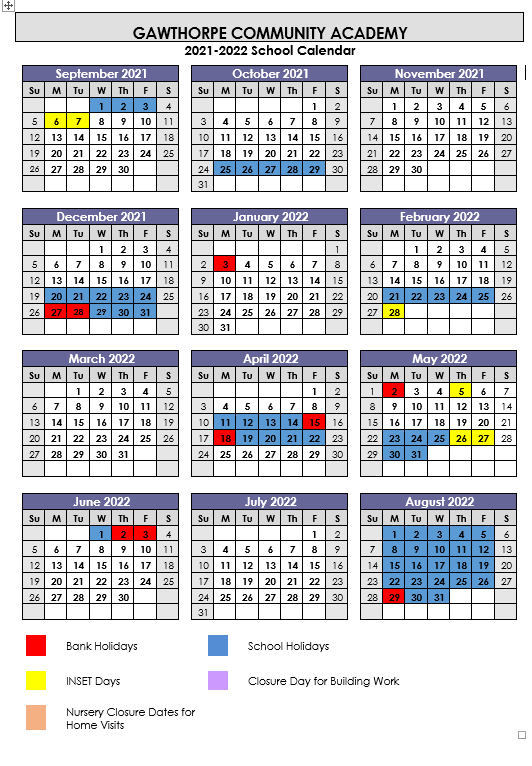 GAWTHORPE COMMUNITY ACADEMY
2021-2022 School Calendar
September 2021
Su M Tu W Th F S
1 2 3 4
5 6 7 8 9 10 11
12 13 14 15 16 17 18
19 20 21 22 23 24 25
26 27 28 29 30
October 2021
Su M Tu W Th F S
1 2
3 4 5 6 7 8 9
10 11 12 13 14 15 16
17 18 19 20 21 22 23
24 25 26 27 28 29 30
31
November 2021
Su M Tu W Th F S
1 2 3 4 5 6
7 8 9 10 11 12 13
14 15 16 17 18 19 20
21 22 23 24 25 26 27
28 29 30
December 2021
Su M Tu W Th F S
1 2 3 4
5 6 7 8 9 10 11
12 13 14 15 16 17 18
19 20 21 22 23 24 25
26 27 28 29 30 31
January 2022
Su M Tu W Th F S
1
2 3 4 5 6 7 8
9 10 11 12 13 14 15
16 17 18 19 20 21 22
23 24 25 26 27 28 29
30 31
February 2022
Su M Tu W Th F S
1 2 3 4 5
6 7 8 9 10 11 12
13 14 15 16 17 18 19
20 21 22 23 24 25 26
27 28
March 2022
Su M Tu W Th F S
1 2 3 4 5
6 7 8 9 10 11 12
13 14 15 16 17 18 19
20 21 22 23 24 25 26
27 28 29 30 31
April 2022
Su M Tu W Th F S
1 2
3 4 5 6 7 8 9
10 11 12 13 14 15 16
17 18 19 20 21 22 23
24 25 26 27 28 29 30
May 2022
Su M Tu W Th F S
1 2 3 4 5 6 7
8 9 10 11 12 13 14
15 16 17 18 19 20 21
22 23 24 25 26 27 28
29 30 31
June 2022
Su M Tu W Th F S
1 2 3 4
5 6 7 8 9 10 11
12 13 14 15 16 17 18
19 20 21 22 23 24 25
26 27 28 29 30
July 2022
Su M Tu W Th F S
1 2
3 4 5 6 7 8 9
10 11 12 13 14 15 16
17 18 19 20 21 22 23
24 25 26 27 28 29 30
31
August 2022
Su M Tu W Th F S
1 2 3 4 5 6
7 8 9 10 11 12 13
14 15 16 17 18 19 20
21 22 23 24 25 26 27
28 29 30 31
Bank Holidays
School Holidays
INSET Days
Closure Day for Building Work
Nursery Closure Dates for
Home Visits